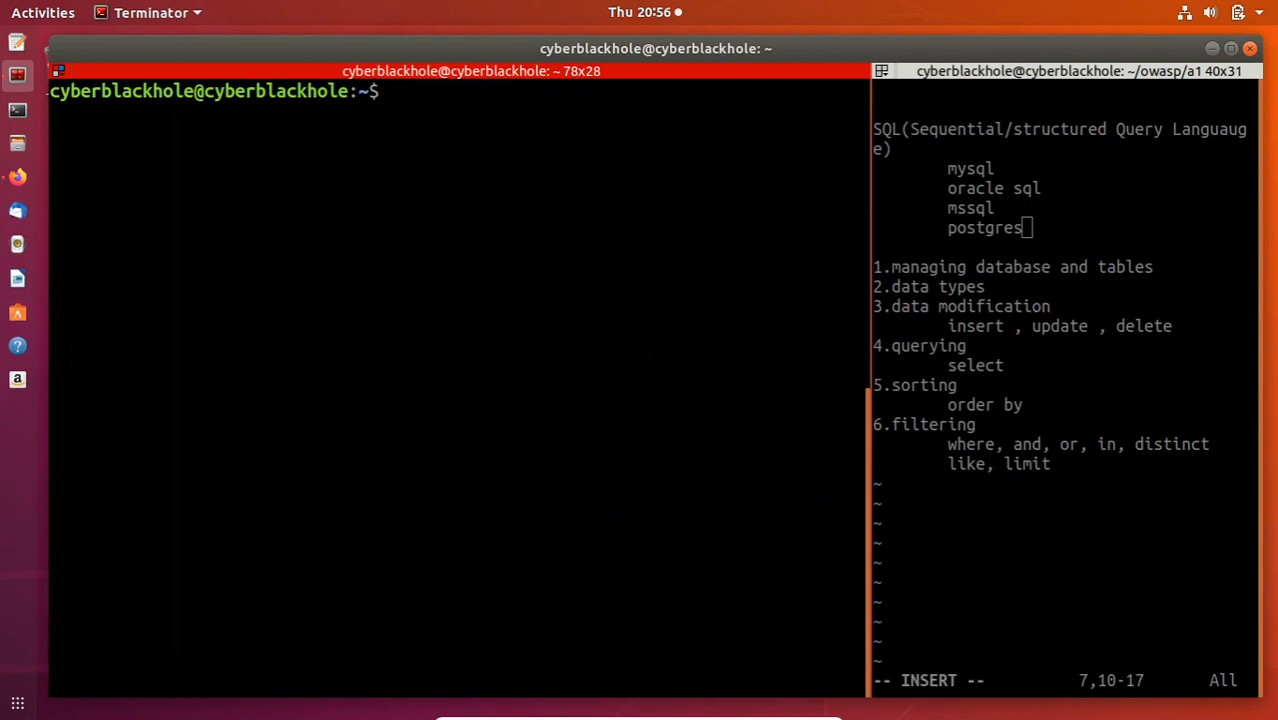 Activities
Terminator
Thu 20:56
cyberblackhole@cyberblackhole: ~
cyberblackhole@cyberblackhole: ~ 78x28
cyberblackhole@cyberblackhole:~$
cyberblackhole@cyberblackhole: ~/owasp/a1 40x31
SQL(Sequential/structured Query Languaug
e)
mysql
oracle sql
mssql
postgres
1.managing database and tables
2.data types
3.data modification
insert , update , delete
4.querying
select
5.sorting
order by
6.filtering
where, and, or, in, distinct
like, limit
~
~
~
~
~
~
~
~
~
~
-- INSERT -- 7,10-17 All